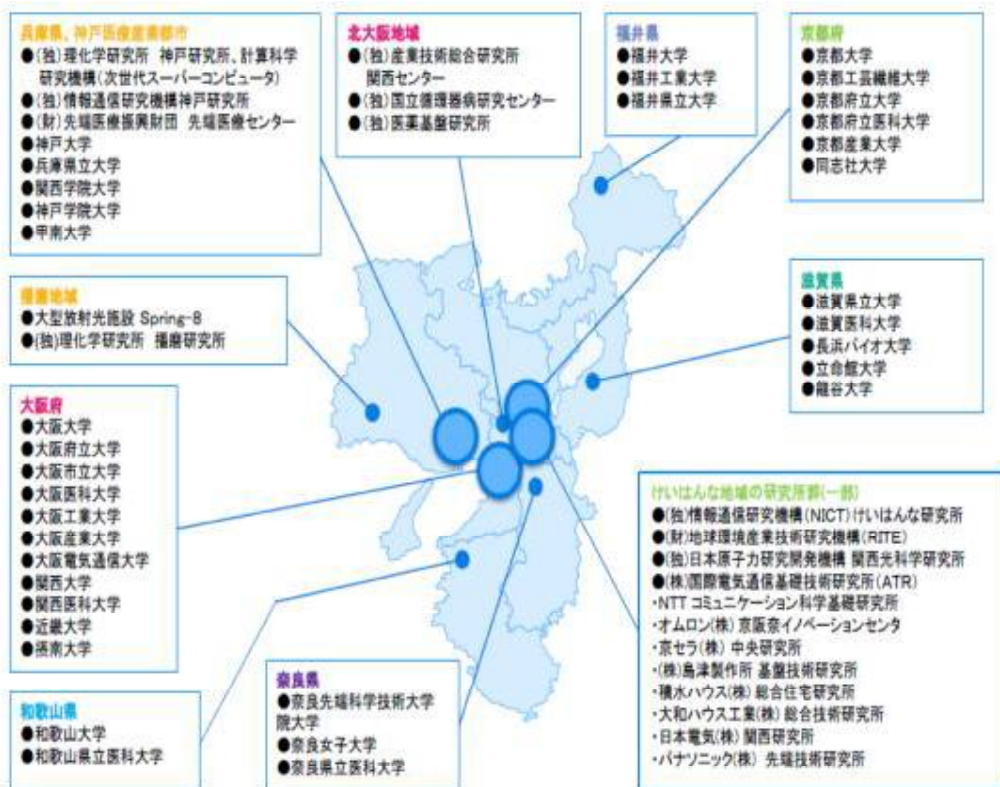 兵庫県、神戸医療産業都市
●(独)理化学研究所 神戸研究所、計算科学
研究機構(次世代スーパーコンピュータ)
●(独)情報通信研究機構神戸研究所
●(財)先端医療振興財団 先端医療センター
●神戸大学
●兵庫県立大学
●関西学院大学
●神戸学院大学
●甲南大学
北大阪地域
●(独)産業技術総合研究所
関西センター
●(独)国立循環器病研究センター
●(独)医薬基盤研究所
福井県
●福井大学
●福井工業大学
●福井県立大学
京都府
●京都大学
●京都工芸繊維大学
●京都府立大学
●京都府立医科大学
●京都産業大学
●同志社大学
播磨地域
●大型放射光施設 Spring-8
●(独)理化学研究所 播磨研究所
滋賀県
●滋賀県立大学
●滋賀医科大学
●長浜バイオ大学
●立命館大学
●龍谷大学
大阪府
●大阪大学
●大阪府立大学
●大阪市立大学
●大阪医科大学
●大阪工業大学
●大阪産業大学
●大阪電気通信大学
●関西大学
●関西医科大学
●近畿大学
●摂南大学
けいはんな地域の研究所郡(一部)
●(独)情報通信研究機構(NICT)けいはんな研究所
●(財)地球環境産業技術研究機構(RITE)
●(独)日本原子力研究開発機構 関西光科学研究所
●(株)国際電気通信基礎技術研究所(ATR)
・NTT コミュニケーション科学基礎研究所
・オムロン(株) 京阪奈イノベーションセンタ
・京セラ(株) 中央研究所
・(株)島津製作所 基盤技術研究所
・積水ハウス(株) 総合住宅研究所
・大和ハウス工業(株) 総合技術研究所
・日本電気(株) 関西研究所
・パナソニック(株) 先端技術研究所
和歌山県
●和歌山大学
●和歌山県立医科大学
奈良県
●奈良先端科学技術大学
院大学
●奈良女子大学
●奈良県立医科大学